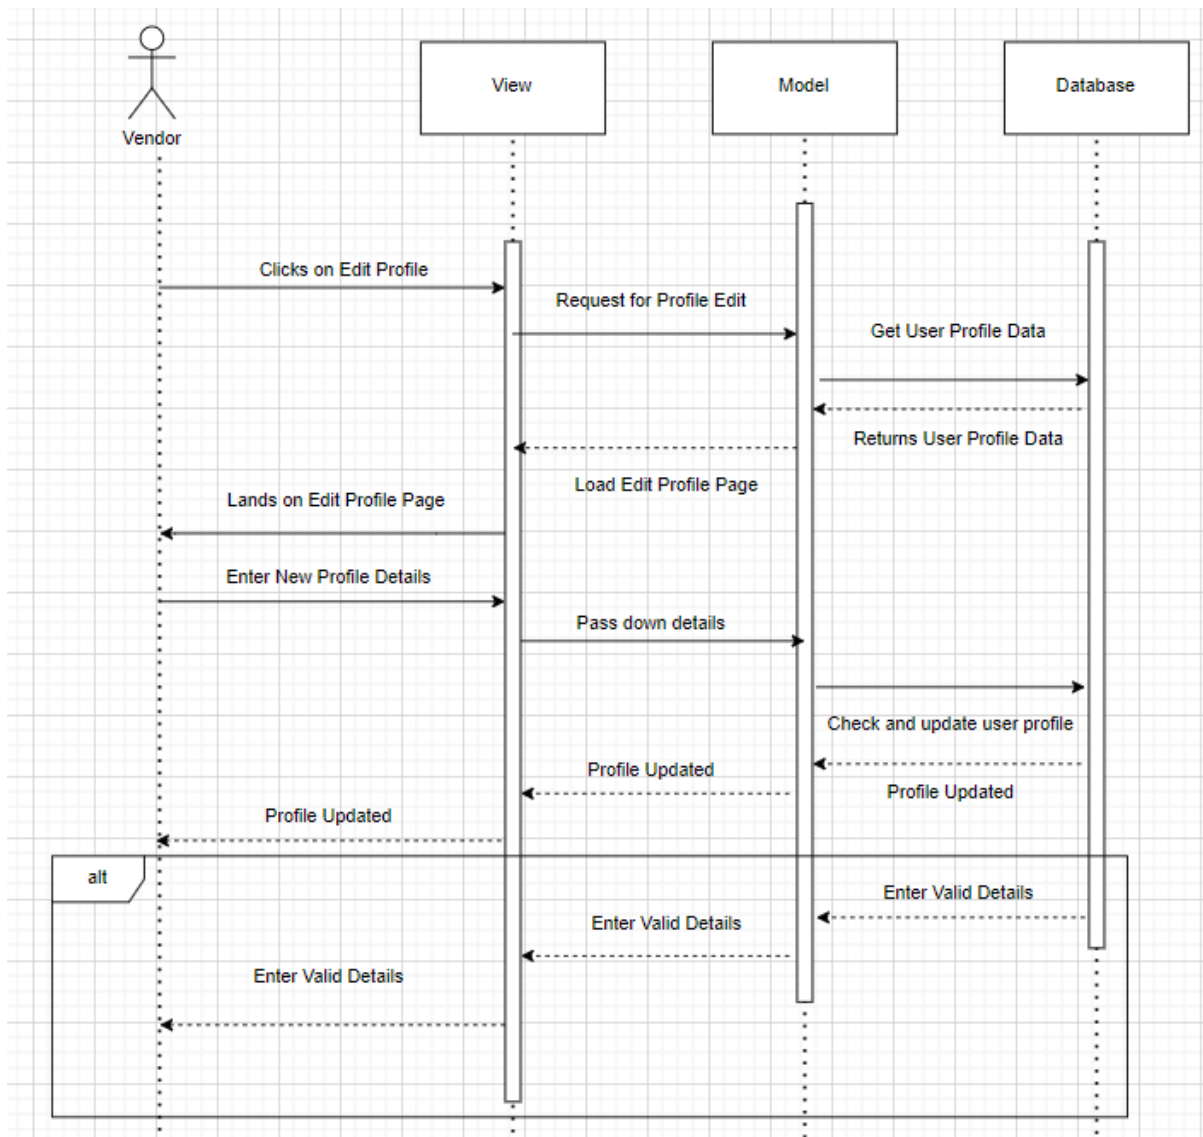 Vendor
View
Model
Database
Clicks on Edit Profile
Request for Profile Edit
Get User Profile Data
Returns User Profile Data
Load Edit Profile Page
Lands on Edit Profile Page
Enter New Profile Details
Pass down details
Check and update user profile
Profile Updated
Profile Updated
Profile Updated
alt
Enter Valid Details
Enter Valid Details
Enter Valid Details